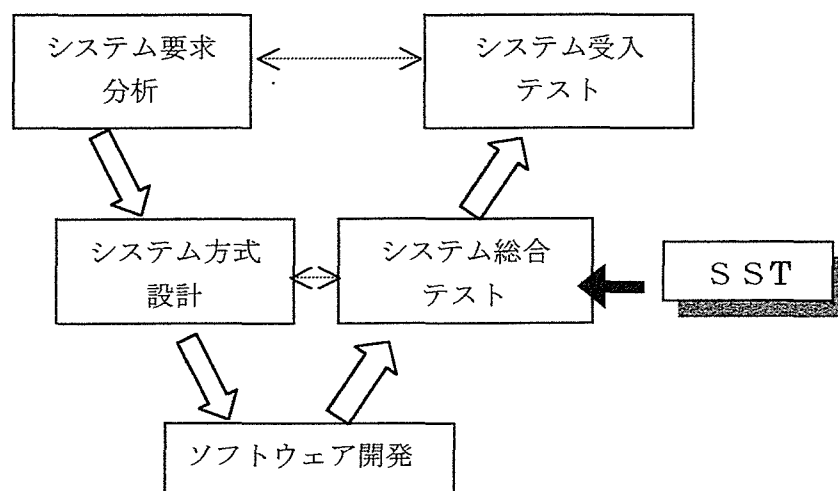 システム要求
分析
システム受入
テスト
システム方式
設計
システム総合
テスト
ＳＳＴ
ソフトウェア開発